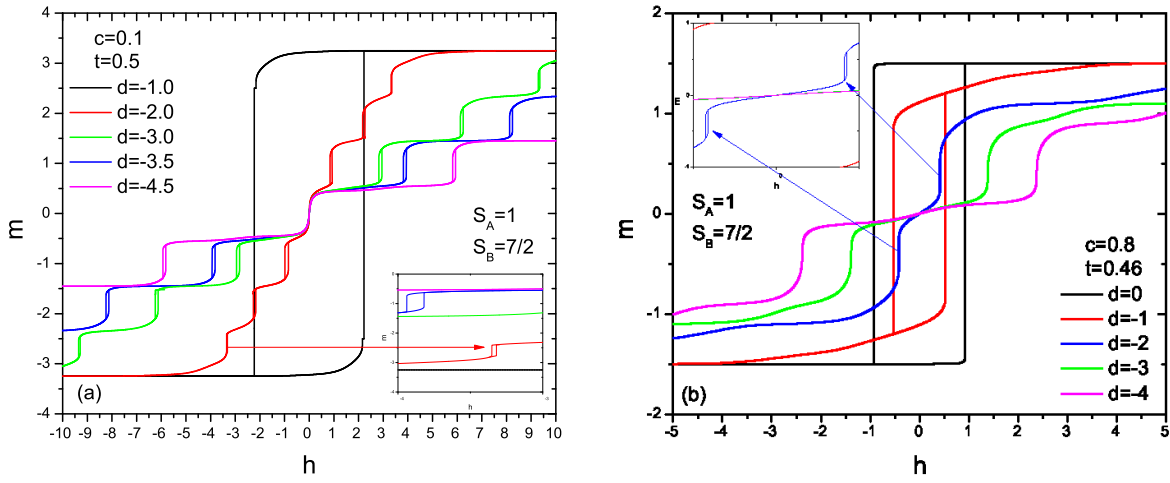 4
3
2
1
0
-1
-2
-3
-4
m
c=0.1
t=0.5
d=-1.0
d=-2.0
d=-3.0
d=-3.5
d=-4.5
S_A=1
S_B=7/2
m
h
(a)
-10 -9 -8 -7 -6 -5 -4 -3 -2 -1 0 1 2 3 4 5 6 7 8 9 10
h
2
1
0
-1
-2
m
m
h
S_A=1
S_B=7/2
c=0.8
t=0.46
d=0
d=-1
d=-2
d=-3
d=-4
(b)
-5 -4 -3 -2 -1 0 1 2 3 4 5
h